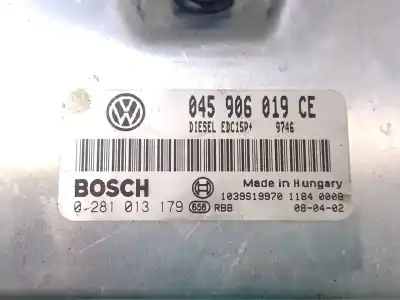 045 906 019 CE
DIESEL EDC15P+ 9746
BOSCH
Made in Hungary
1039S19970 1184 0008
0 281 013 179 656 RBB 08-04-02